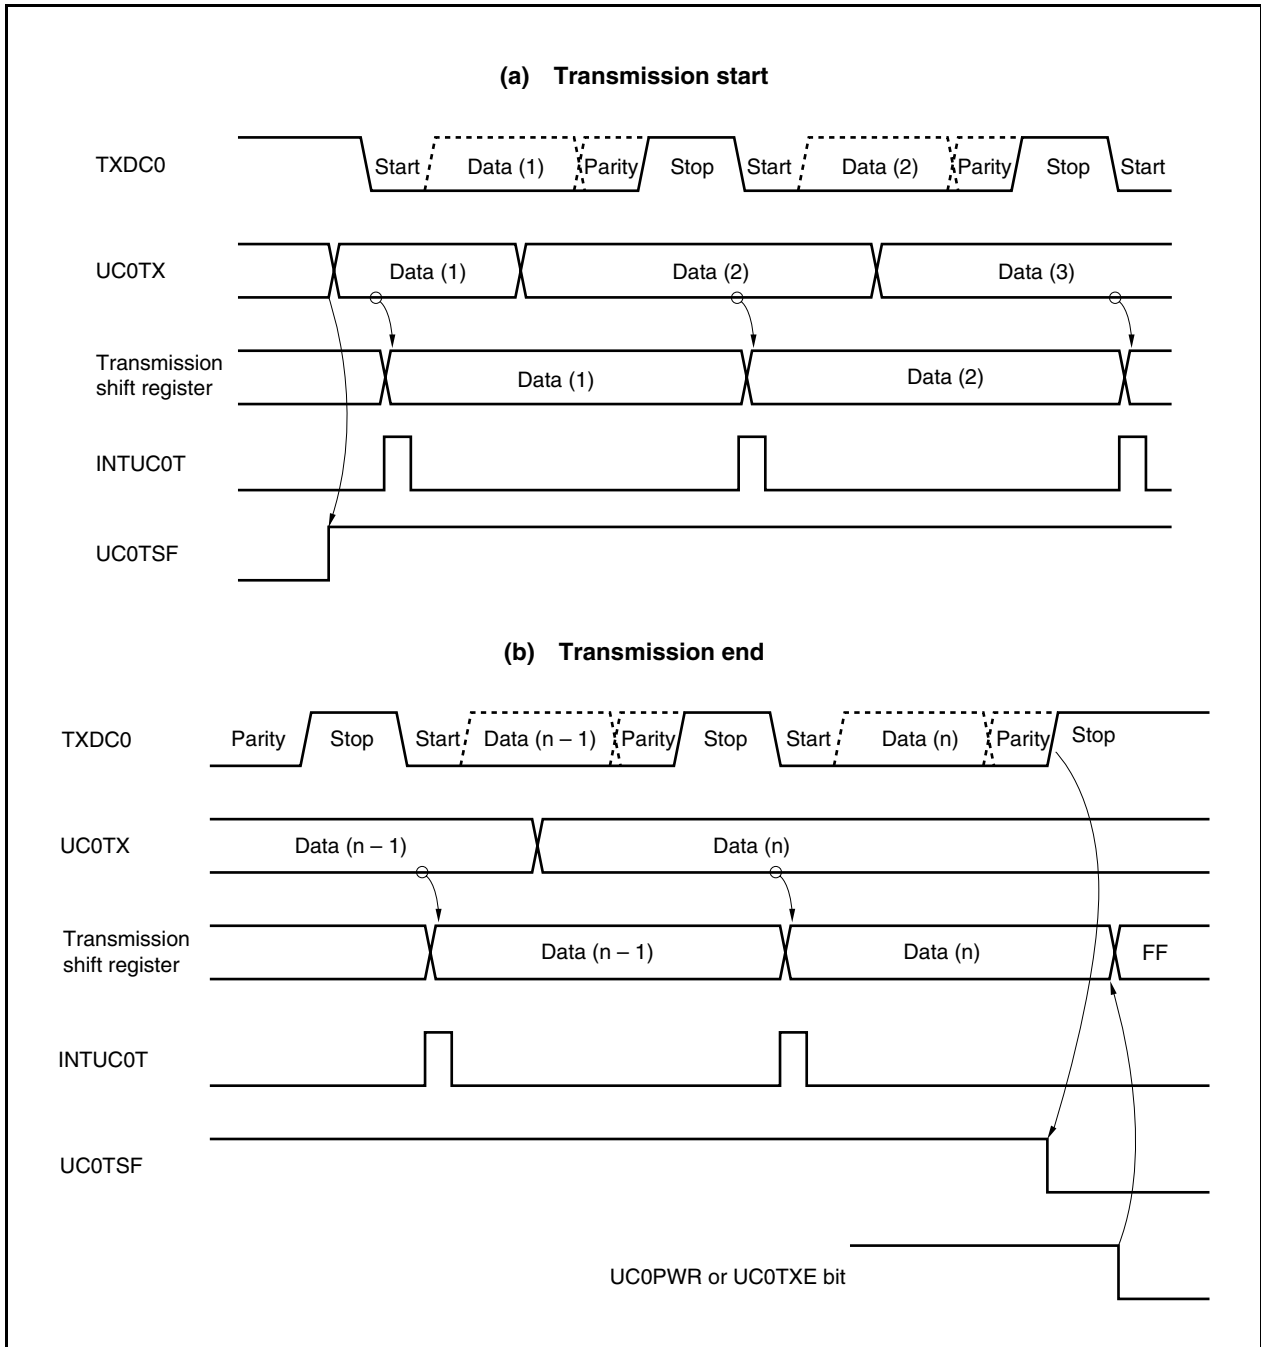 (a) Transmission start
TXDC0 Start Data (1) Parity Stop Start Data (2) Parity Stop Start
UC0TX Data (1) Data (2) Data (3)
Transmission
shift register Data (1) Data (2)
INTUC0T
UC0TSF
(b) Transmission end
TXDC0 Parity Stop Start Data (n – 1) Parity Stop Start Data (n) Parity Stop
UC0TX Data (n – 1) Data (n)
Transmission
shift register Data (n – 1) Data (n) FF
INTUC0T
UC0TSF
UC0PWR or UC0TXE bit